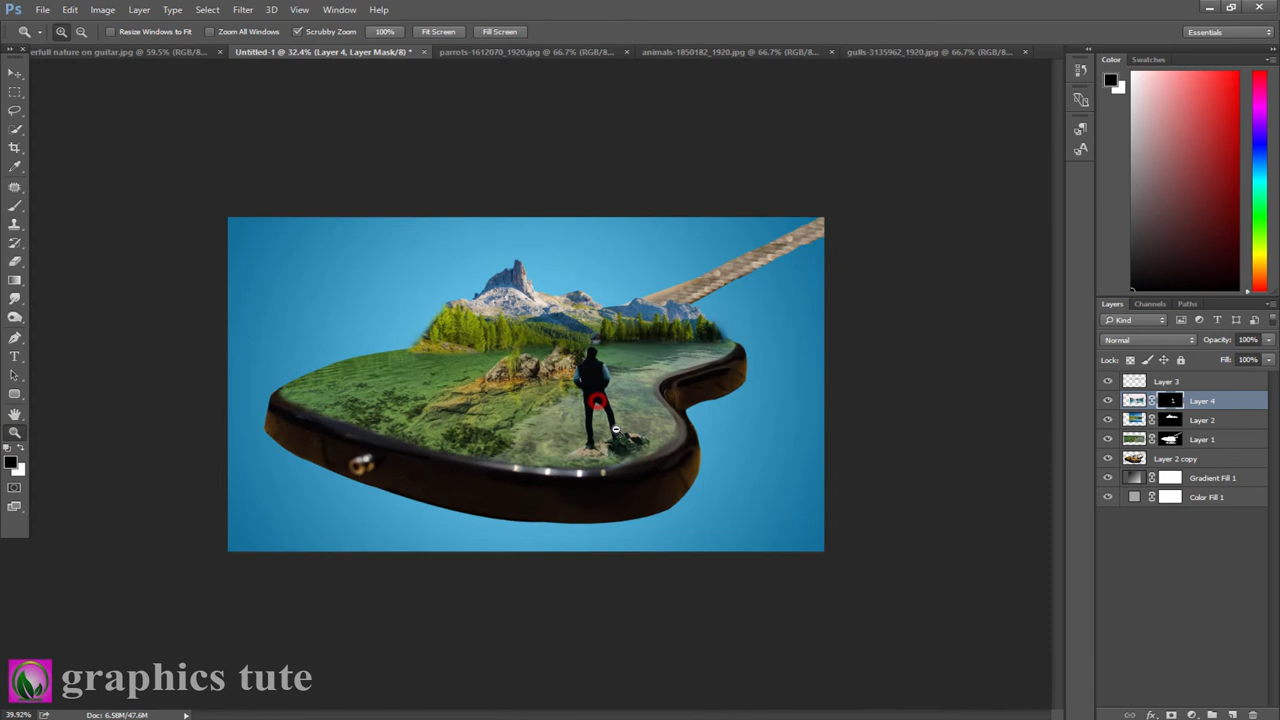 Ps File Edit Image Layer Type Select Filter 3D View Window Help
Resize Windows to Fit Zoom All Windows Scrubby Zoom 100% Fit Screen Fill Screen Essentials
erfull nature on guitar.jpg @ 59.5% (RGB/8... × Untitled-1 @ 32.4% (Layer 4, Layer Mask/8) * × parrots-1612070_1920.jpg @ 66.7% (RGB/8... × animals-1850182_1920.jpg @ 66.7% (RGB/8... × gulls-3135962_1920.jpg @ 66.7% (RGB/8... ×
Color Swatches
Layers Channels Paths
Kind
Normal Opacity: 100%
Lock: Fill: 100%
Layer 3
Layer 4
Layer 2
Layer 1
Layer 2 copy
Gradient Fill 1
Color Fill 1
graphics tute
39.92% Doc: 6.58M/47.6M